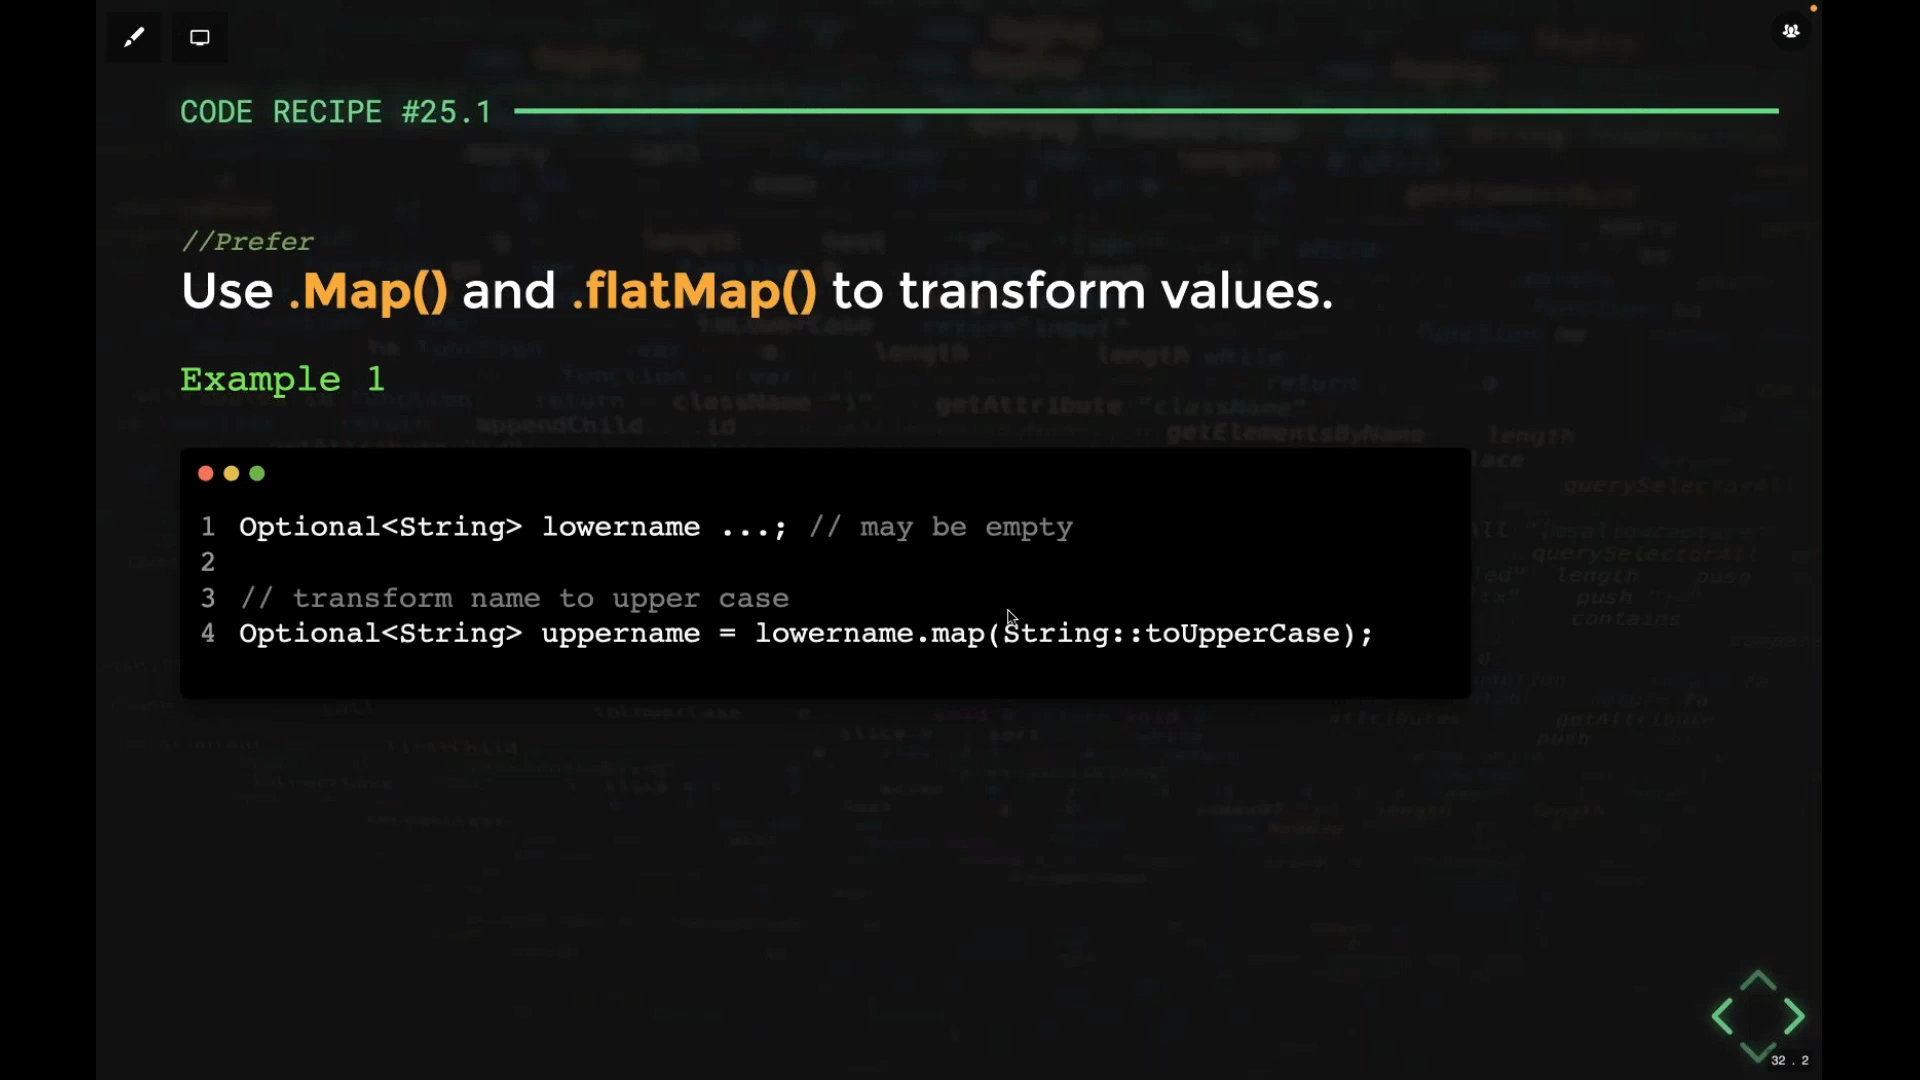 CODE RECIPE #25.1
//Prefer
Use .Map() and .flatMap() to transform values.
Example 1
1 Optional<String> lowername ...; // may be empty
2
3 // transform name to upper case
4 Optional<String> uppername = lowername.map(String::toUpperCase);
32 . 2